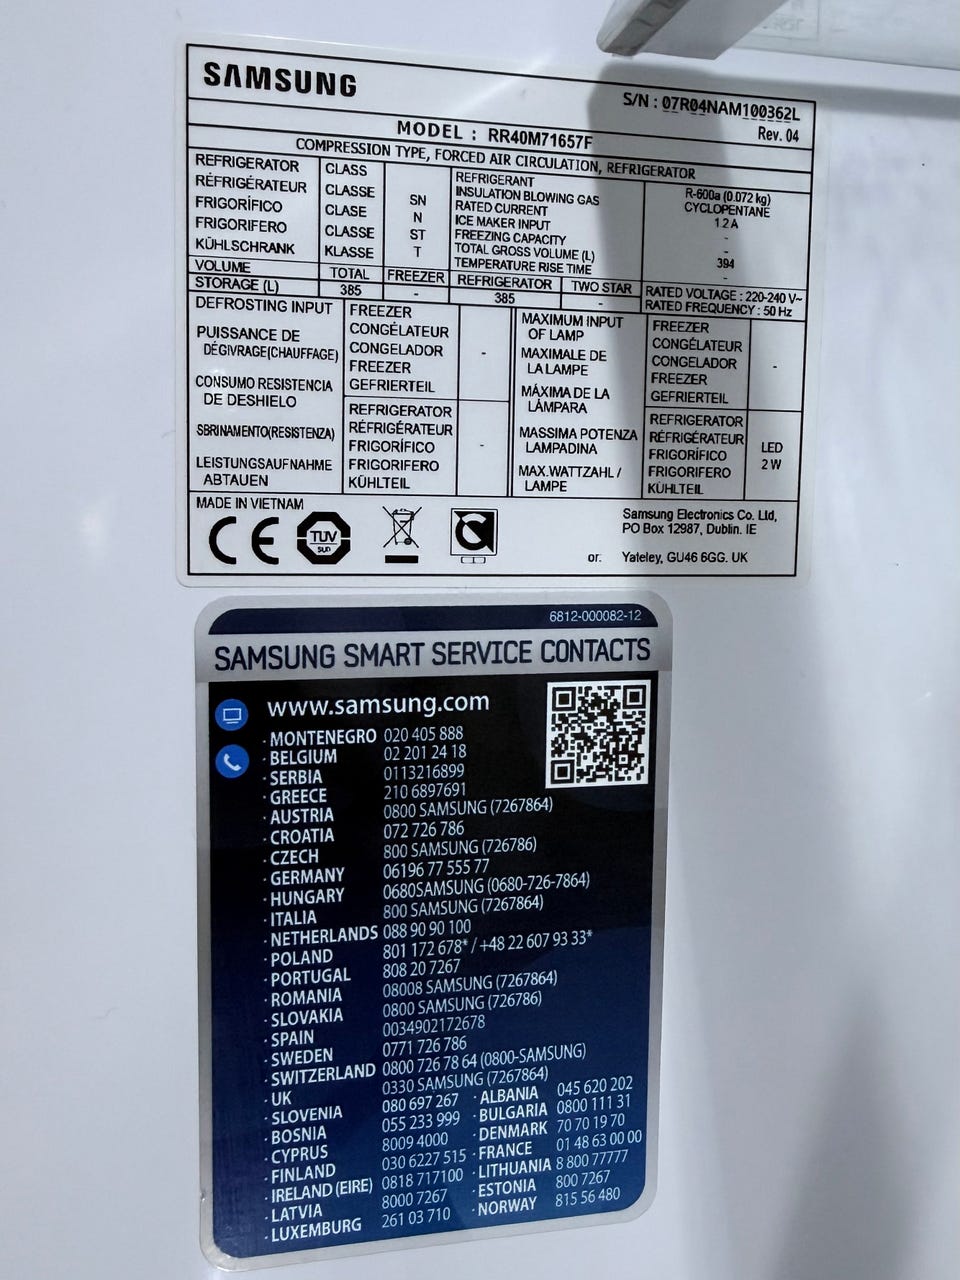 SAMSUNG
S/N : 07R04NAM100362L
Rev. 04
MODEL : RR40M71657F
COMPRESSION TYPE, FORCED AIR CIRCULATION, REFRIGERATOR
REFRIGERATOR
RÉFRIGÉRATEUR
FRIGORÍFICO
FRIGORIFERO
KÜHLSCHRANK
CLASS
CLASSE
CLASE
CLASSE
KLASSE
SN
N
ST
T
REFRIGERANT
INSULATION BLOWING GAS
RATED CURRENT
ICE MAKER INPUT
FREEZING CAPACITY
TOTAL GROSS VOLUME (L)
TEMPERATURE RISE TIME
R-600a (0.072 kg)
CYCLOPENTANE
1.2 A
-
-
394
-
VOLUME
STORAGE (L)
TOTAL
385
FREEZER
-
REFRIGERATOR
385
TWO STAR
-
RATED VOLTAGE : 220-240 V~
RATED FREQUENCY : 50 Hz
DEFROSTING INPUT
PUISSANCE DE
DÉGIVRAGE(CHAUFFAGE)
CONSUMO RESISTENCIA
DE DESHIELO
SBRINAMENTO(RESISTENZA)
LEISTUNGSAUFNAHME
ABTAUEN
FREEZER
CONGÉLATEUR
CONGELADOR
FREEZER
GEFRIERTEIL
-
REFRIGERATOR
RÉFRIGÉRATEUR
FRIGORÍFICO
FRIGORIFERO
KÜHLTEIL
-
MAXIMUM INPUT
OF LAMP
MAXIMALE DE
LA LAMPE
MÁXIMA DE LA
LÁMPARA
MASSIMA POTENZA
LAMPADINA
MAX.WATTZAHL /
LAMPE
FREEZER
CONGÉLATEUR
CONGELADOR
FREEZER
GEFRIERTEIL
-
REFRIGERATOR
RÉFRIGÉRATEUR
FRIGORÍFICO
FRIGORIFERO
KÜHLTEIL
LED
2 W
MADE IN VIETNAM
CE
TUV
SUD
Samsung Electronics Co. Ltd,
PO Box 12987, Dublin. IE
or. Yateley, GU46 6GG. UK
6812-000082-12
SAMSUNG SMART SERVICE CONTACTS
www.samsung.com
· MONTENEGRO 020 405 888
· BELGIUM 02 201 24 18
· SERBIA 0113216899
· GREECE 210 6897691
· AUSTRIA 0800 SAMSUNG (7267864)
· CROATIA 072 726 786
· CZECH 800 SAMSUNG (726786)
· GERMANY 06196 77 555 77
· HUNGARY 0680SAMSUNG (0680-726-7864)
· ITALIA 800 SAMSUNG (7267864)
· NETHERLANDS 088 90 90 100
· POLAND 801 172 678* / +48 22 607 93 33*
· PORTUGAL 808 20 7267
· ROMANIA 08008 SAMSUNG (7267864)
· SLOVAKIA 0800 SAMSUNG (726786)
· SPAIN 0034902172678
· SWEDEN 0771 726 786
· SWITZERLAND 0800 726 78 64 (0800-SAMSUNG)
· UK 0330 SAMSUNG (7267864)
· SLOVENIA 080 697 267
· BOSNIA 055 233 999
· CYPRUS 8009 4000
· FINLAND 030 6227 515
· IRELAND (EIRE) 0818 717100
· LATVIA 8000 7267
· LUXEMBURG 261 03 710
· ALBANIA 045 620 202
· BULGARIA 0800 111 31
· DENMARK 70 70 19 70
· FRANCE 01 48 63 00 00
· LITHUANIA 8 800 77777
· ESTONIA 800 7267
· NORWAY 815 56 480